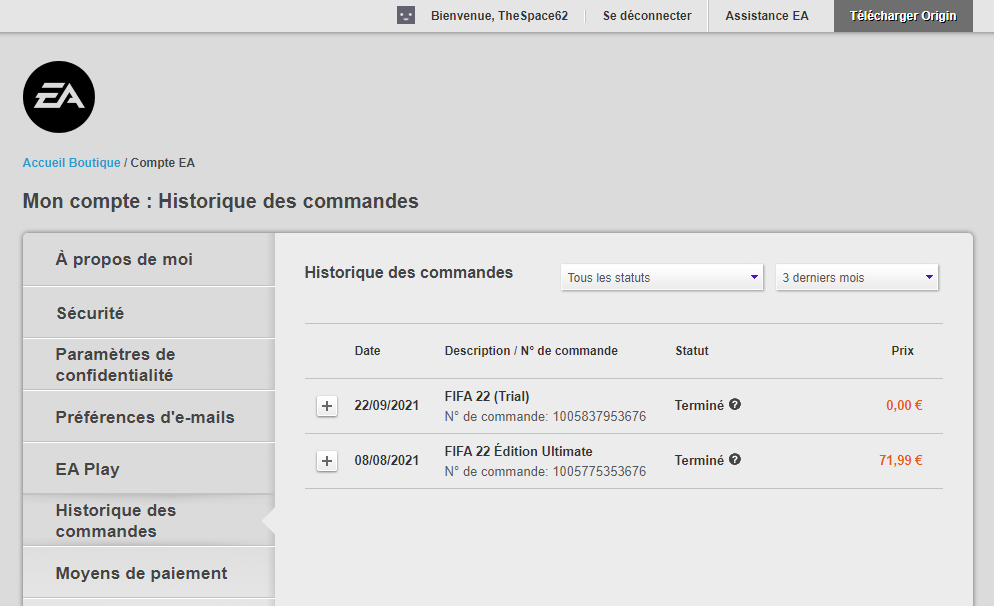 Bienvenue, TheSpace62 Se déconnecter Assistance EA Télécharger Origin
EA
Accueil Boutique / Compte EA
Mon compte : Historique des commandes
À propos de moi
Sécurité
Paramètres de
confidentialité
Préférences d'e-mails
EA Play
Historique des
commandes
Moyens de paiement
Historique des commandes Tous les statuts 3 derniers mois
Date Description / N° de commande Statut Prix
+ 22/09/2021 FIFA 22 (Trial) Terminé ? 0,00 €
N° de commande: 1005837953676
+ 08/08/2021 FIFA 22 Édition Ultimate Terminé ? 71,99 €
N° de commande: 1005775353676